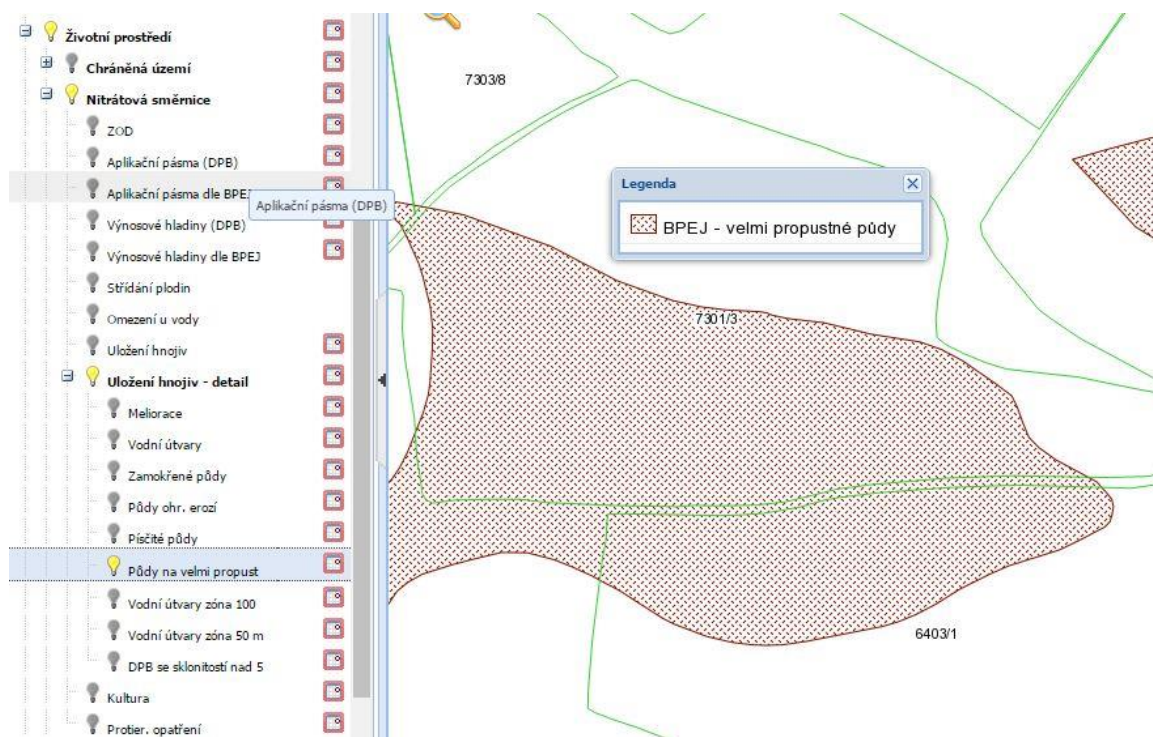 Životní prostředí
Chráněná území
Nitrátová směrnice
ZOD
Aplikační pásma (DPB)
Aplikační pásma dle BPEJ
Aplikační pásma (DPB)
Výnosové hladiny (DPB)
Výnosové hladiny dle BPEJ
Střídání plodin
Omezení u vody
Uložení hnojiv
Uložení hnojiv - detail
Meliorace
Vodní útvary
Zamokřené půdy
Půdy ohr. erozí
Písčité půdy
Půdy na velmi propust
Vodní útvary zóna 100
Vodní útvary zóna 50 m
DPB se sklonitostí nad 5
Kultura
Protier. opatření
7303/8
Legenda
BPEJ - velmi propustné půdy
7301/3
6403/1